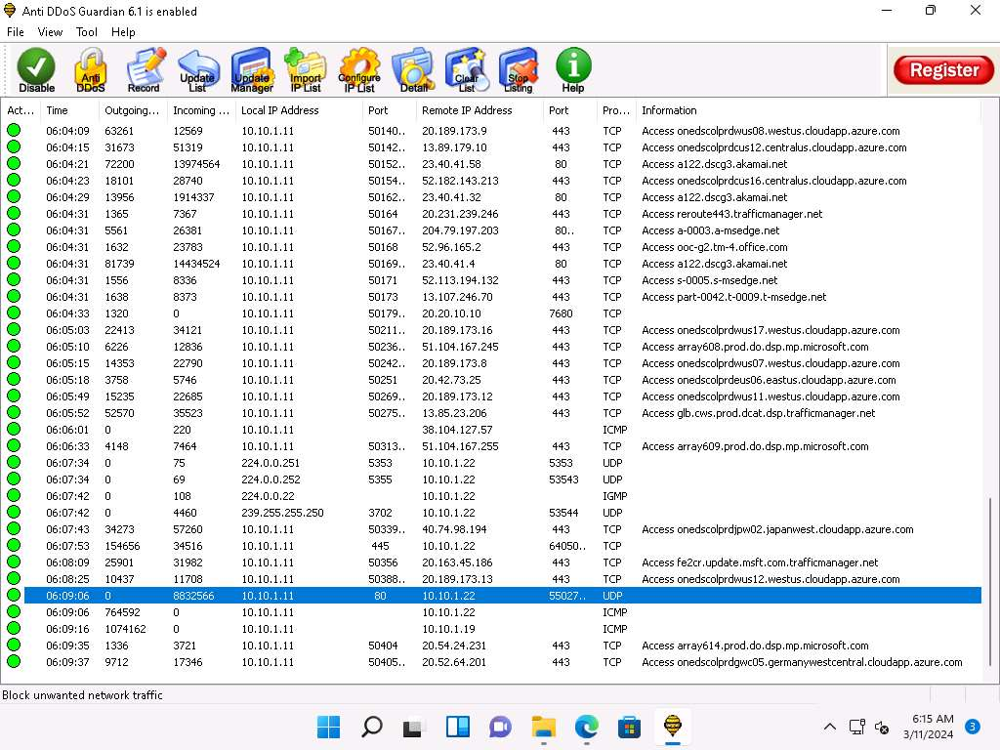 Anti DDoS Guardian 6.1 is enabled
File View Tool Help
Disable Anti DDoS Record Update List Update Manager Import IP List Configure IP List Detail Clear List Stop Listing Help Register
Act... Time Outgoing... Incoming ... Local IP Address Port Remote IP Address Port Pro... Information
06:04:09 63261 12569 10.10.1.11 50140.. 20.189.173.9 443 TCP Access onedscolprdwus08.westus.cloudapp.azure.com
06:04:15 31673 51319 10.10.1.11 50142.. 13.89.179.10 443 TCP Access onedscolprdcus12.centralus.cloudapp.azure.com
06:04:21 72200 13974564 10.10.1.11 50152.. 23.40.41.58 80 TCP Access a122.dscg3.akamai.net
06:04:23 18101 28740 10.10.1.11 50154.. 52.182.143.213 443 TCP Access onedscolprdcus16.centralus.cloudapp.azure.com
06:04:29 13956 1914337 10.10.1.11 50162.. 23.40.41.32 80 TCP Access a122.dscg3.akamai.net
06:04:31 1365 7367 10.10.1.11 50164 20.231.239.246 443 TCP Access reroute443.trafficmanager.net
06:04:31 5561 26381 10.10.1.11 50167.. 204.79.197.203 80.. TCP Access a-0003.a-msedge.net
06:04:31 1632 23783 10.10.1.11 50168 52.96.165.2 443 TCP Access ooc-g2.tm-4.office.com
06:04:31 81739 14434524 10.10.1.11 50169.. 23.40.41.4 80 TCP Access a122.dscg3.akamai.net
06:04:31 1556 8336 10.10.1.11 50171 52.113.194.132 443 TCP Access s-0005.s-msedge.net
06:04:31 1638 8373 10.10.1.11 50173 13.107.246.70 443 TCP Access part-0042.t-0009.t-msedge.net
06:04:33 1320 0 10.10.1.11 50179.. 20.20.10.10 7680 TCP
06:05:03 22413 34121 10.10.1.11 50211.. 20.189.173.16 443 TCP Access onedscolprdwus17.westus.cloudapp.azure.com
06:05:10 6226 12836 10.10.1.11 50236.. 51.104.167.245 443 TCP Access array608.prod.do.dsp.mp.microsoft.com
06:05:15 14353 22790 10.10.1.11 50242.. 20.189.173.8 443 TCP Access onedscolprdwus07.westus.cloudapp.azure.com
06:05:18 3758 5746 10.10.1.11 50251 20.42.73.25 443 TCP Access onedscolprdeus06.eastus.cloudapp.azure.com
06:05:49 15235 22685 10.10.1.11 50269.. 20.189.173.12 443 TCP Access onedscolprdwus11.westus.cloudapp.azure.com
06:05:52 52570 35523 10.10.1.11 50275.. 13.85.23.206 443 TCP Access glb.cws.prod.dcat.dsp.trafficmanager.net
06:06:01 0 220 10.10.1.11 38.104.127.57 ICMP
06:06:33 4148 7464 10.10.1.11 50313.. 51.104.167.255 443 TCP Access array609.prod.do.dsp.mp.microsoft.com
06:07:34 0 75 224.0.0.251 5353 10.10.1.22 5353 UDP
06:07:34 0 69 224.0.0.252 5355 10.10.1.22 53543 UDP
06:07:42 0 108 224.0.0.22 10.10.1.22 IGMP
06:07:42 0 4460 239.255.255.250 3702 10.10.1.22 53544 UDP
06:07:43 34273 57260 10.10.1.11 50339.. 40.74.98.194 443 TCP Access onedscolprdjpw02.japanwest.cloudapp.azure.com
06:07:53 154656 34516 10.10.1.11 445 10.10.1.22 64050.. TCP
06:08:09 25901 31982 10.10.1.11 50356 20.163.45.186 443 TCP Access fe2cr.update.msft.com.trafficmanager.net
06:08:25 10437 11708 10.10.1.11 50388.. 20.189.173.13 443 TCP Access onedscolprdwus12.westus.cloudapp.azure.com
06:09:06 0 8832566 10.10.1.11 80 10.10.1.22 55027.. UDP
06:09:06 764592 0 10.10.1.11 10.10.1.22 ICMP
06:09:16 1074162 0 10.10.1.11 10.10.1.19 ICMP
06:09:35 1336 3721 10.10.1.11 50404 20.54.24.231 443 TCP Access array614.prod.do.dsp.mp.microsoft.com
06:09:37 9712 17346 10.10.1.11 50405.. 20.52.64.201 443 TCP Access onedscolprdgwc05.germanywestcentral.cloudapp.azure.com
Block unwanted network traffic
6:15 AM
3/11/2024
3